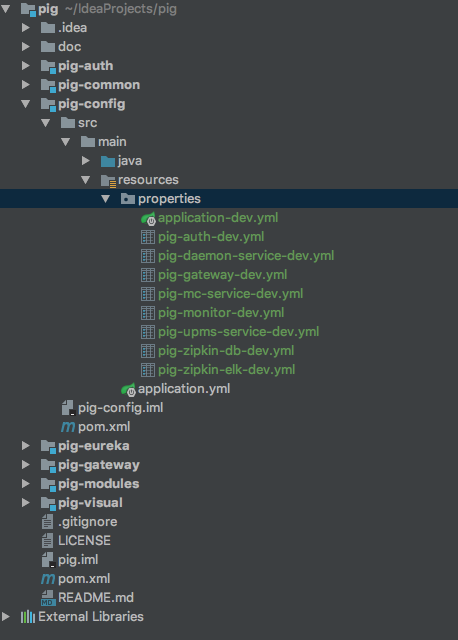 pig ~/IdeaProjects/pig
.idea
doc
pig-auth
pig-common
pig-config
src
main
java
resources
properties
application-dev.yml
pig-auth-dev.yml
pig-daemon-service-dev.yml
pig-gateway-dev.yml
pig-mc-service-dev.yml
pig-monitor-dev.yml
pig-upms-service-dev.yml
pig-zipkin-db-dev.yml
pig-zipkin-elk-dev.yml
application.yml
pig-config.iml
pom.xml
pig-eureka
pig-gateway
pig-modules
pig-visual
.gitignore
LICENSE
pig.iml
pom.xml
README.md
External Libraries